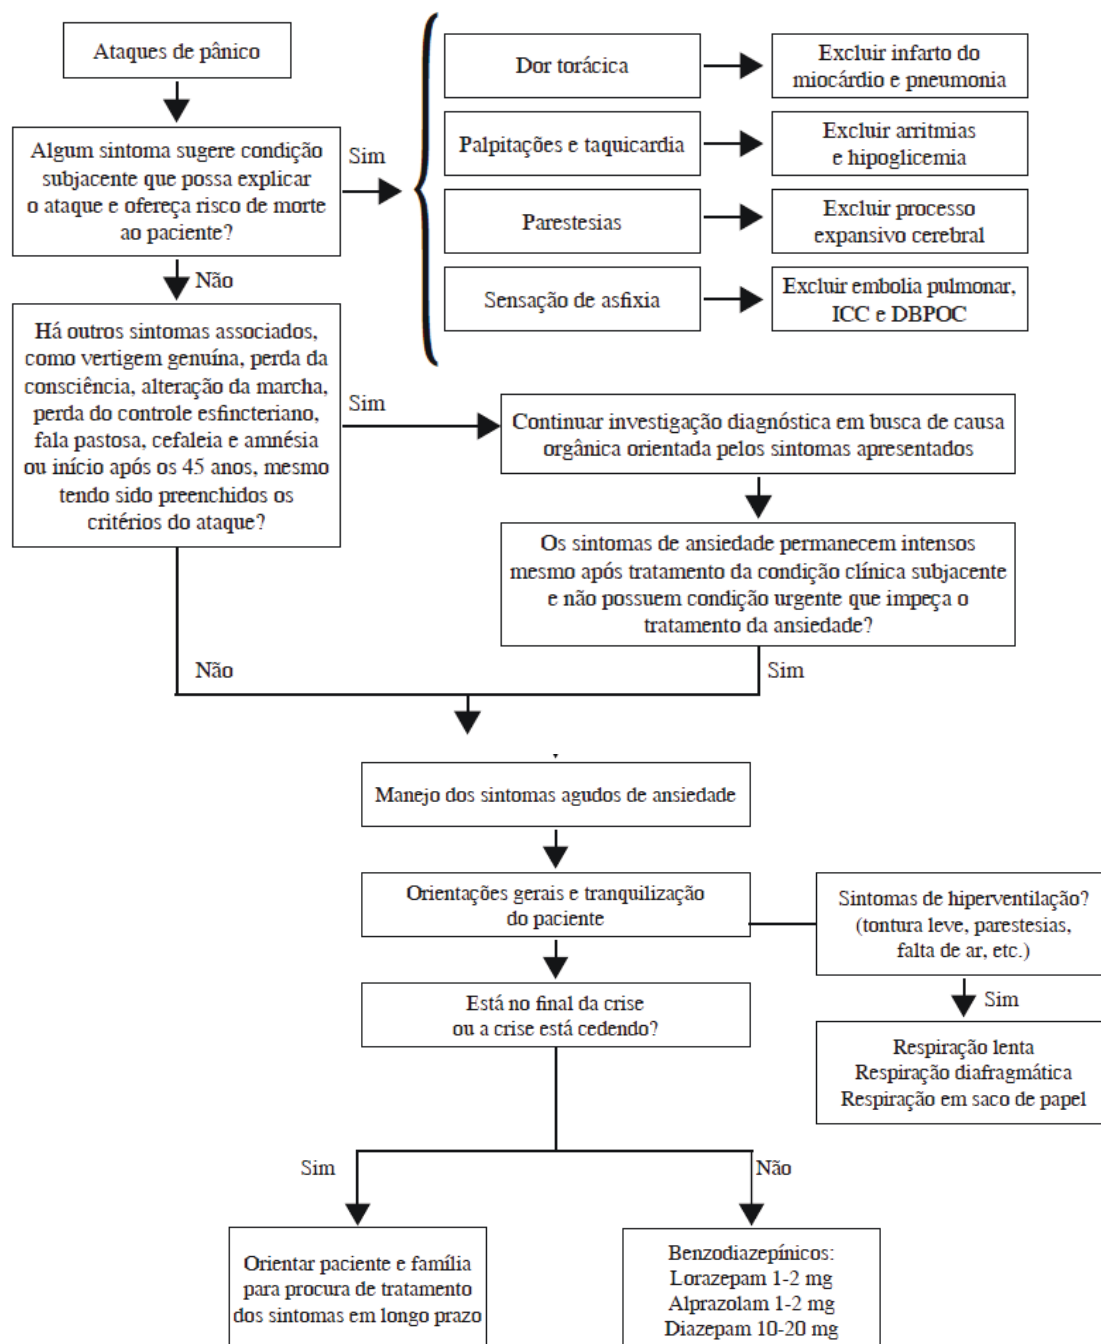 Ataques de pânico
Algum sintoma sugere condição
subjacente que possa explicar
o ataque e ofereça risco de morte
ao paciente?
Sim
Dor torácica
Excluir infarto do
miocárdio e pneumonia
Palpitações e taquicardia
Excluir arritmias
e hipoglicemia
Parestesias
Excluir processo
expansivo cerebral
Sensação de asfixia
Excluir embolia pulmonar,
ICC e DBPOC
Não
Há outros sintomas associados,
como vertigem genuína, perda da
consciência, alteração da marcha,
perda do controle esfincteriano,
fala pastosa, cefaleia e amnésia
ou início após os 45 anos, mesmo
tendo sido preenchidos os
critérios do ataque?
Sim
Continuar investigação diagnóstica em busca de causa
orgânica orientada pelos sintomas apresentados
Os sintomas de ansiedade permanecem intensos
mesmo após tratamento da condição clínica subjacente
e não possuem condição urgente que impeça o
tratamento da ansiedade?
Não
Sim
Manejo dos sintomas agudos de ansiedade
Orientações gerais e tranquilização
do paciente
Sintomas de hiperventilação?
(tontura leve, parestesias,
falta de ar, etc.)
Sim
Respiração lenta
Respiração diafragmática
Respiração em saco de papel
Está no final da crise
ou a crise está cedendo?
Sim
Não
Orientar paciente e família
para procura de tratamento
dos sintomas em longo prazo
Benzodiazepínicos:
Lorazepam 1-2 mg
Alprazolam 1-2 mg
Diazepam 10-20 mg